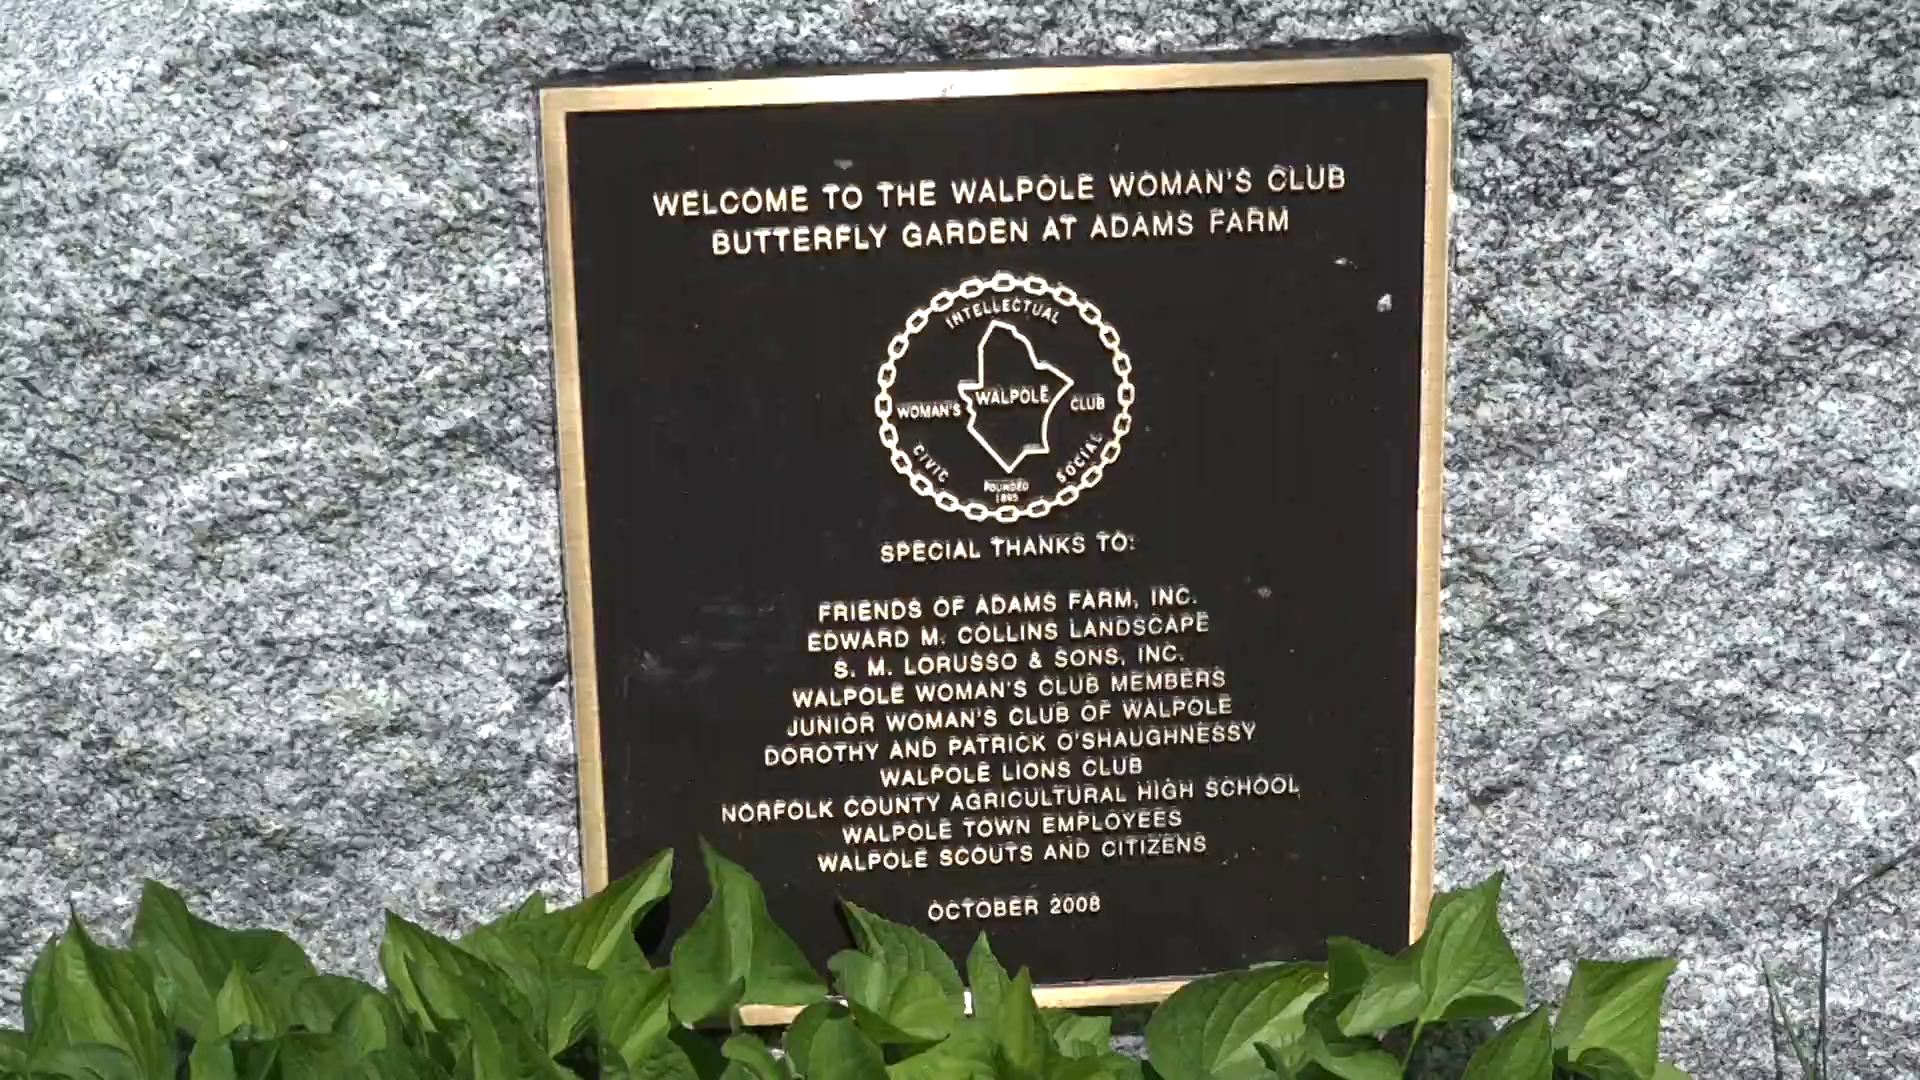 WELCOME TO THE WALPOLE WOMAN'S CLUB
BUTTERFLY GARDEN AT ADAMS FARM
INTELLECTUAL
WOMAN'S WALPOLE CLUB
CIVIC SOCIAL
FOUNDED
1895
SPECIAL THANKS TO:
FRIENDS OF ADAMS FARM, INC.
EDWARD M. COLLINS LANDSCAPE
S. M. LORUSSO & SONS, INC.
WALPOLE WOMAN'S CLUB MEMBERS
JUNIOR WOMAN'S CLUB OF WALPOLE
DOROTHY AND PATRICK O'SHAUGHNESSY
WALPOLE LIONS CLUB
NORFOLK COUNTY AGRICULTURAL HIGH SCHOOL
WALPOLE TOWN EMPLOYEES
WALPOLE SCOUTS AND CITIZENS
OCTOBER 2008